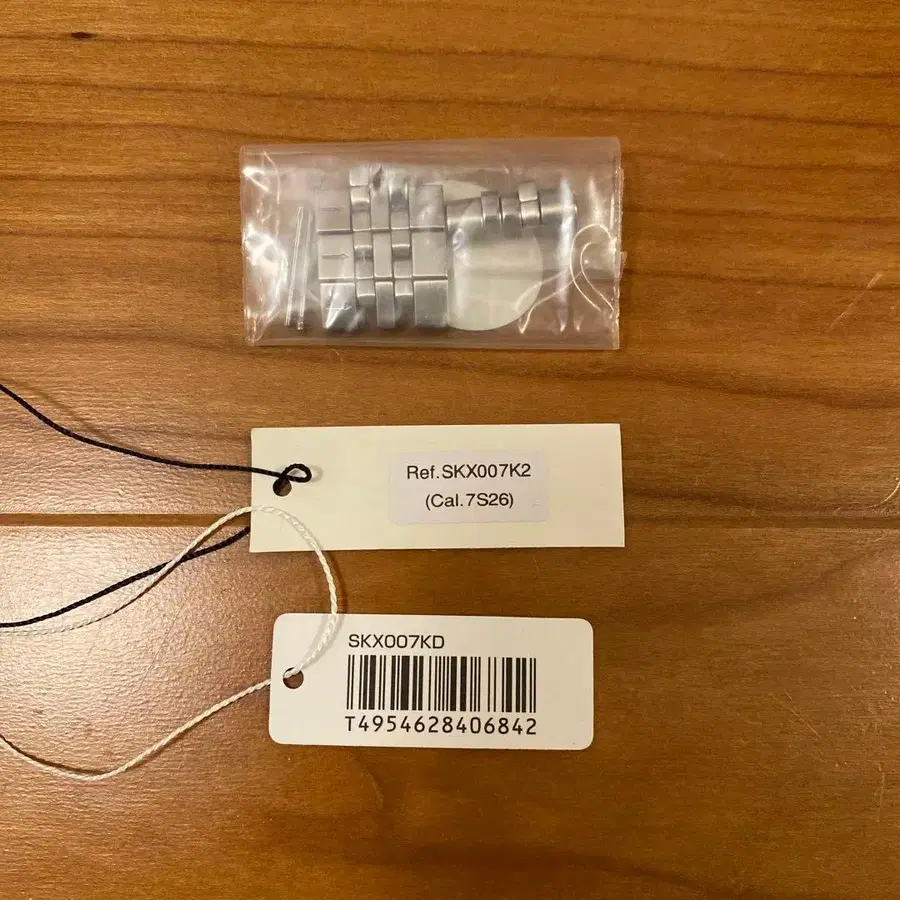 Ref.SKX007K2
(Cal.7S26)
SKX007KD
T4954628406842